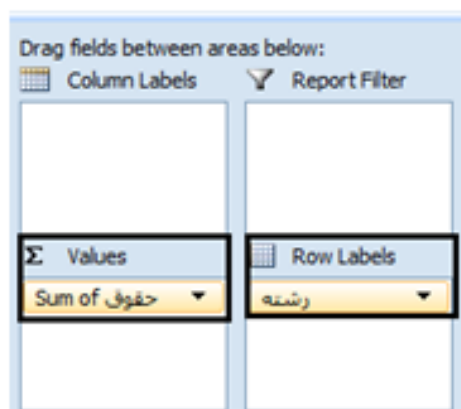 Drag fields between areas below:
Column Labels
Report Filter
Σ Values
Row Labels
Sum of حقوق
رشته